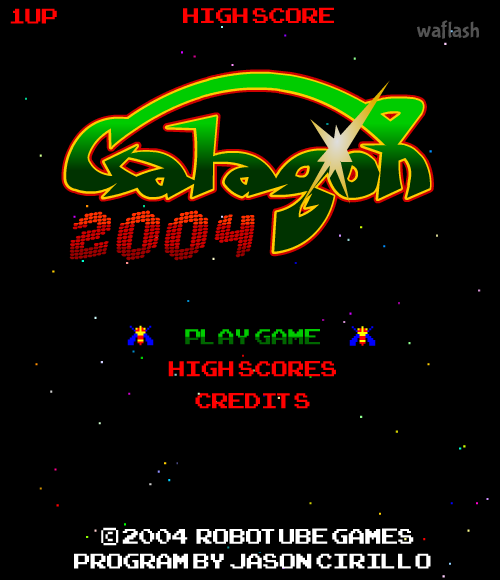 1UP HIGH SCORE
waflash
Galagon
2004
PLAY GAME
HIGH SCORES
CREDITS
©2004 ROBOTUBE GAMES
PROGRAM BY JASON CIRILLO